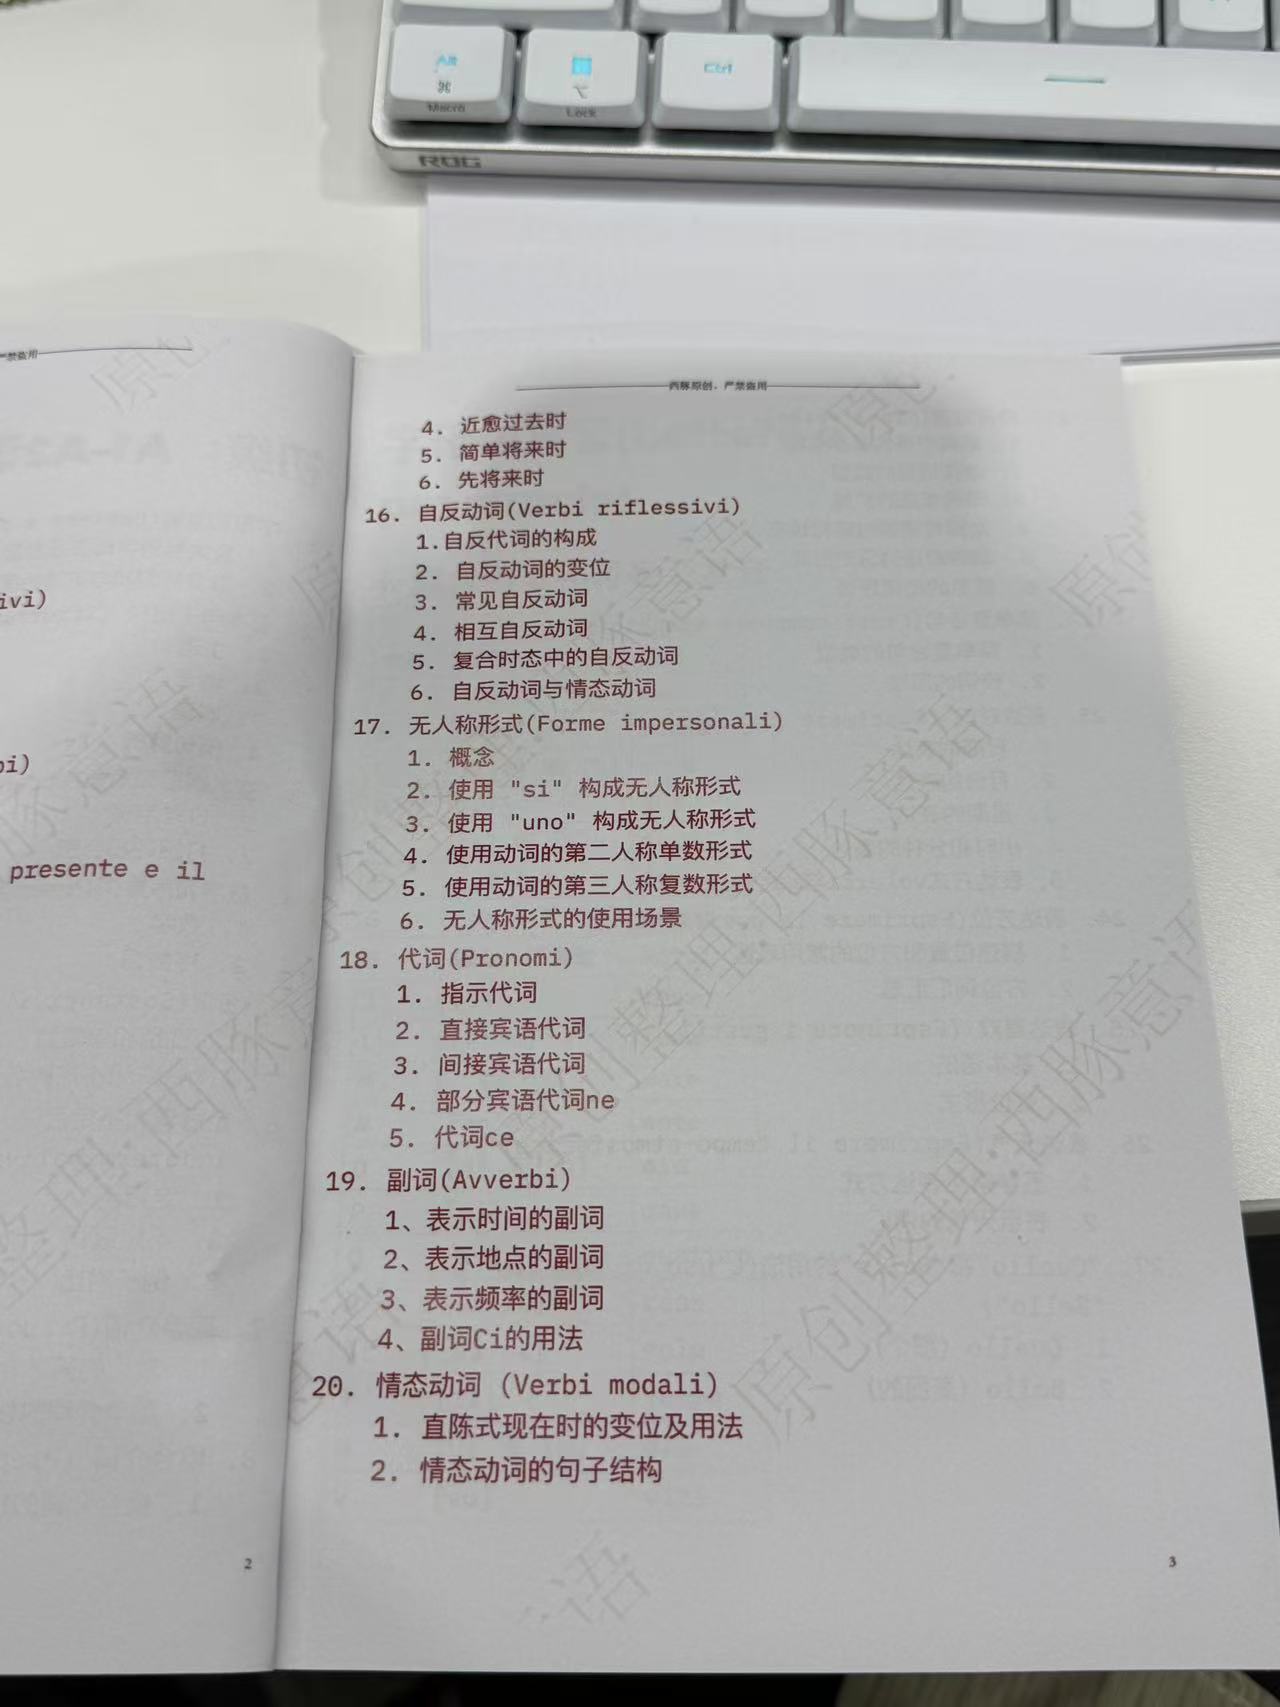 Alt
⌘
Macro
⌥
Lock
Ctrl
ROG
严禁盗用
ivi)
bi)
presente e il
2
西豚原创，严禁盗用
4. 近愈过去时
5. 简单将来时
6. 先将来时
16. 自反动词(Verbi riflessivi)
1.自反代词的构成
2. 自反动词的变位
3. 常见自反动词
4. 相互自反动词
5. 复合时态中的自反动词
6. 自反动词与情态动词
17. 无人称形式(Forme impersonali)
1. 概念
2. 使用 "si" 构成无人称形式
3. 使用 "uno" 构成无人称形式
4. 使用动词的第二人称单数形式
5. 使用动词的第三人称复数形式
6. 无人称形式的使用场景
18. 代词(Pronomi)
1. 指示代词
2. 直接宾语代词
3. 间接宾语代词
4. 部分宾语代词ne
5. 代词ce
19. 副词(Avverbi)
1、表示时间的副词
2、表示地点的副词
3、表示频率的副词
4、副词Ci的用法
20. 情态动词 (Verbi modali)
1. 直陈式现在时的变位及用法
2. 情态动词的句子结构
3
原创整理:西豚意语